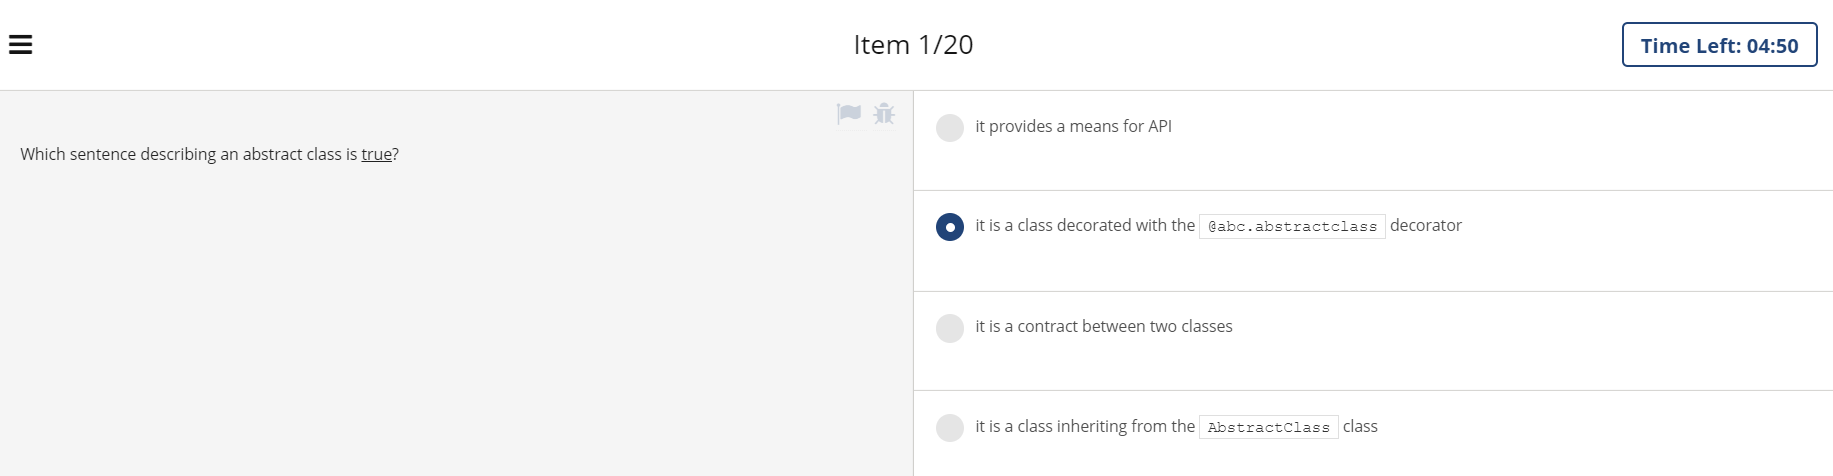 Item 1/20
Time Left: 04:50
Which sentence describing an abstract class is true?
it provides a means for API
it is a class decorated with the @abc.abstractclass decorator
it is a contract between two classes
it is a class inheriting from the AbstractClass class